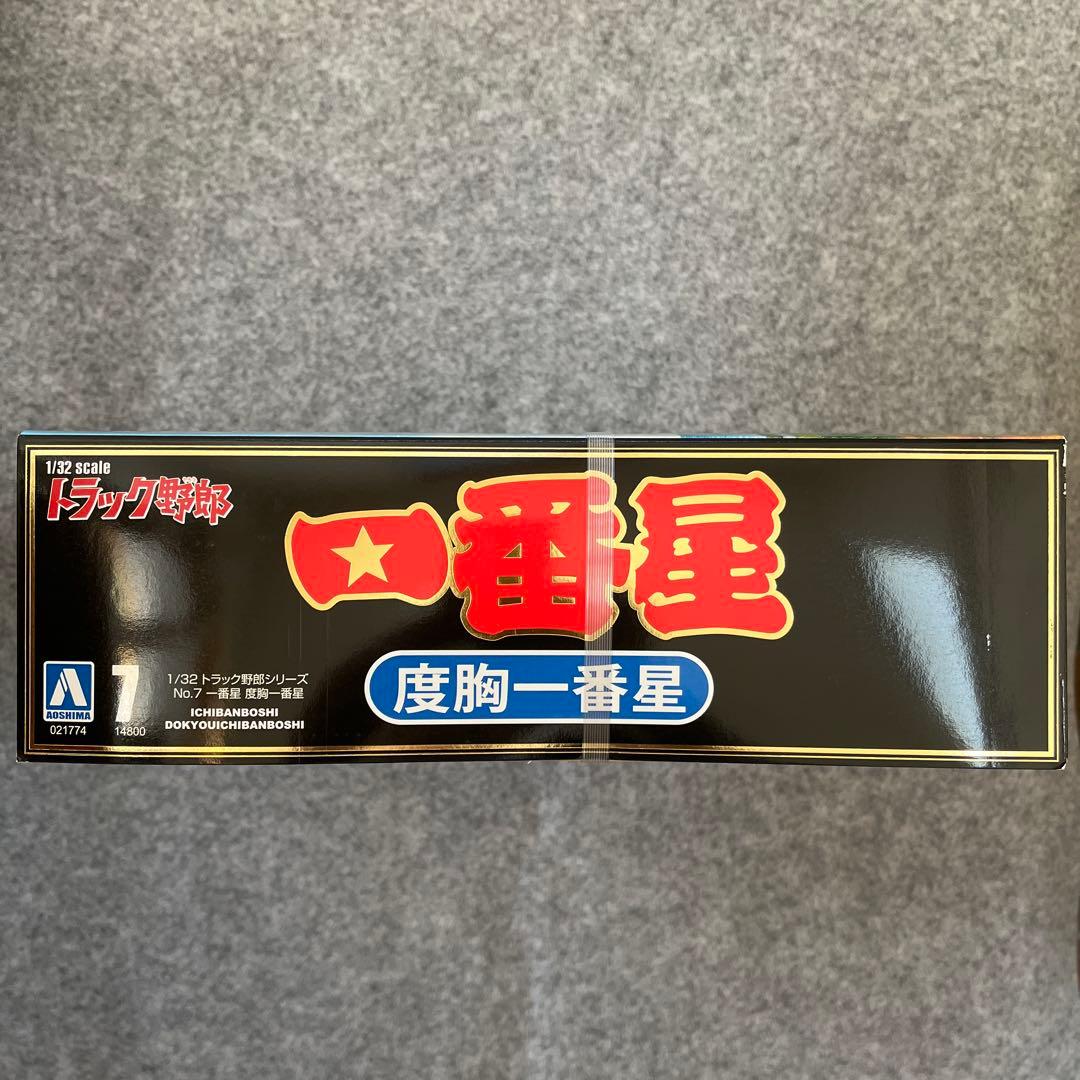 1/32 scale
トラック野郎
一番星
度胸一番星
AOSHIMA
021774
7
14800
1/32 トラック野郎シリーズ
No.7 一番星 度胸一番星
ICHIBANBOSHI
DOKYOUICHIBANBOSHI